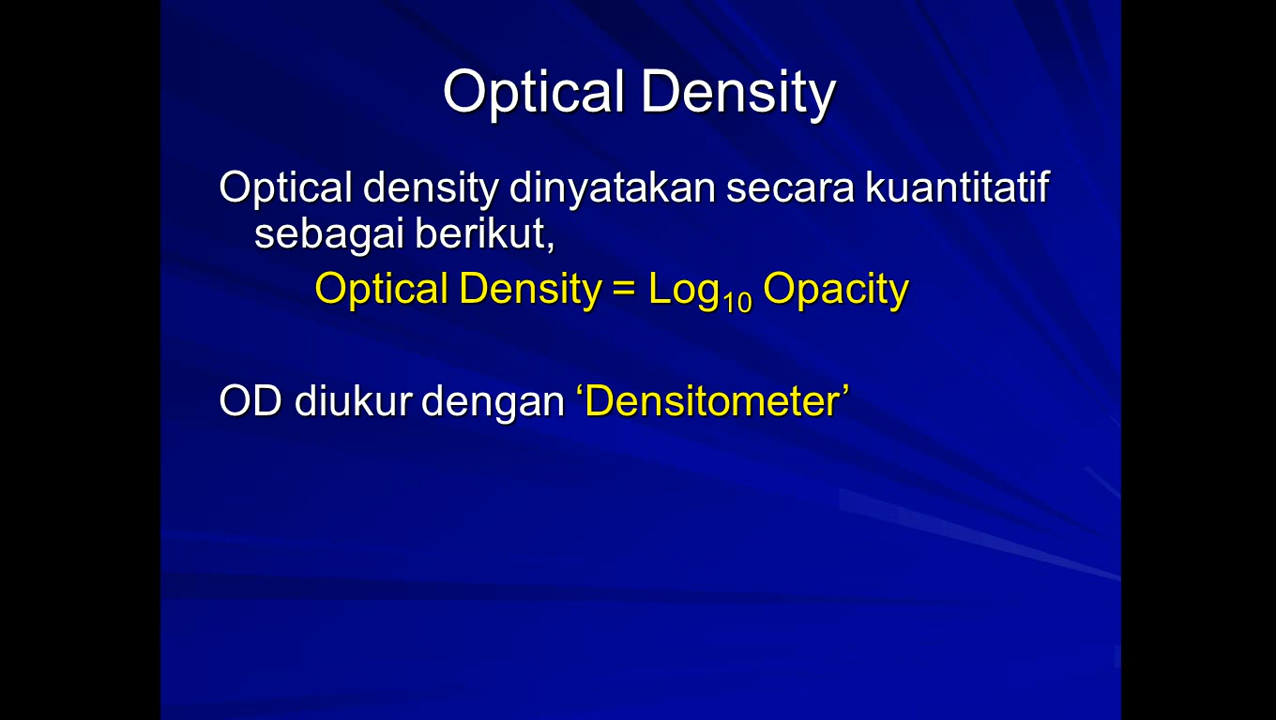 Optical Density
Optical density dinyatakan secara kuantitatif
sebagai berikut,
Optical Density = Log₁₀ Opacity
OD diukur dengan ‘Densitometer’